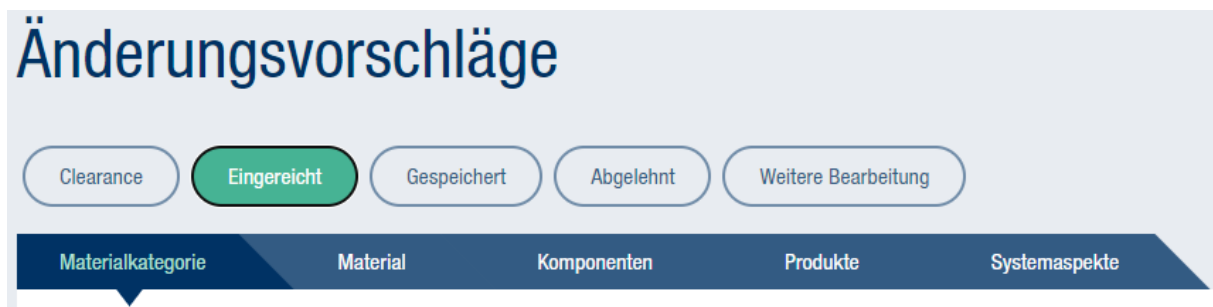 Änderungsvorschläge
Clearance Eingereicht Gespeichert Abgelehnt Weitere Bearbeitung
Materialkategorie Material Komponenten Produkte Systemaspekte